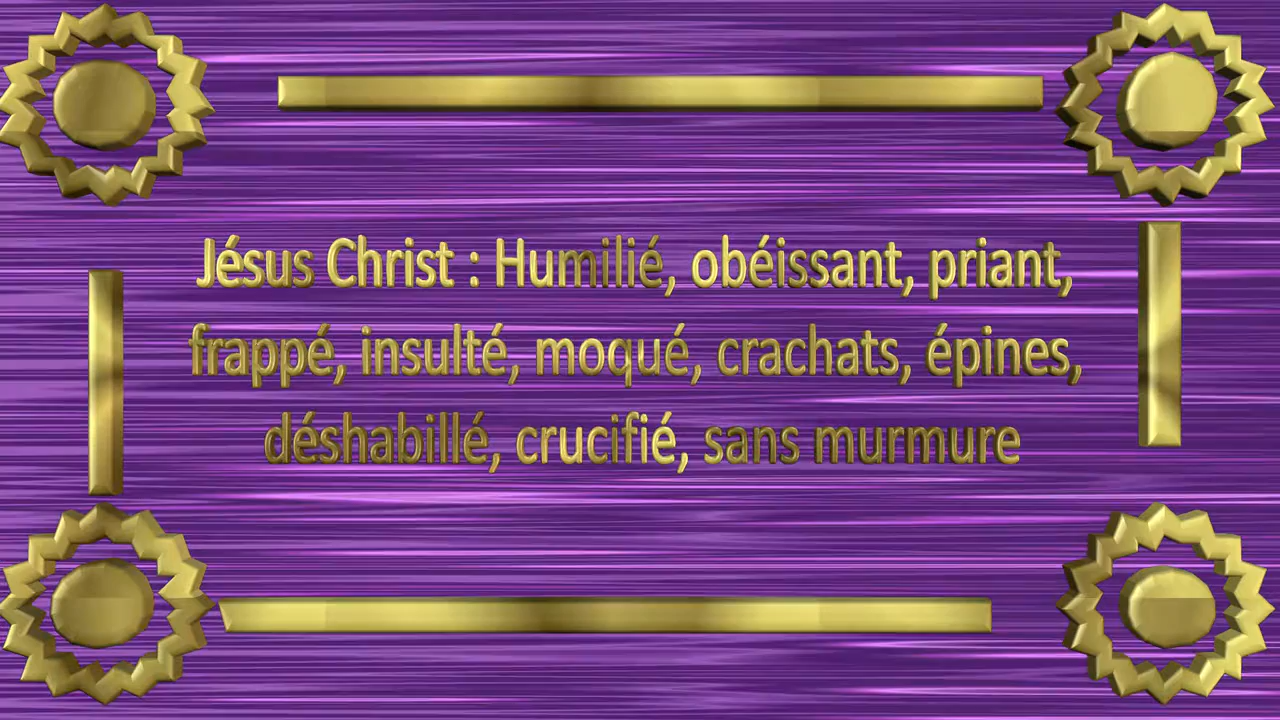 Jésus Christ : Humilié, obéissant, priant,
frappé, insulté, moqué, crachats, épines,
déshabillé, crucifié, sans murmure